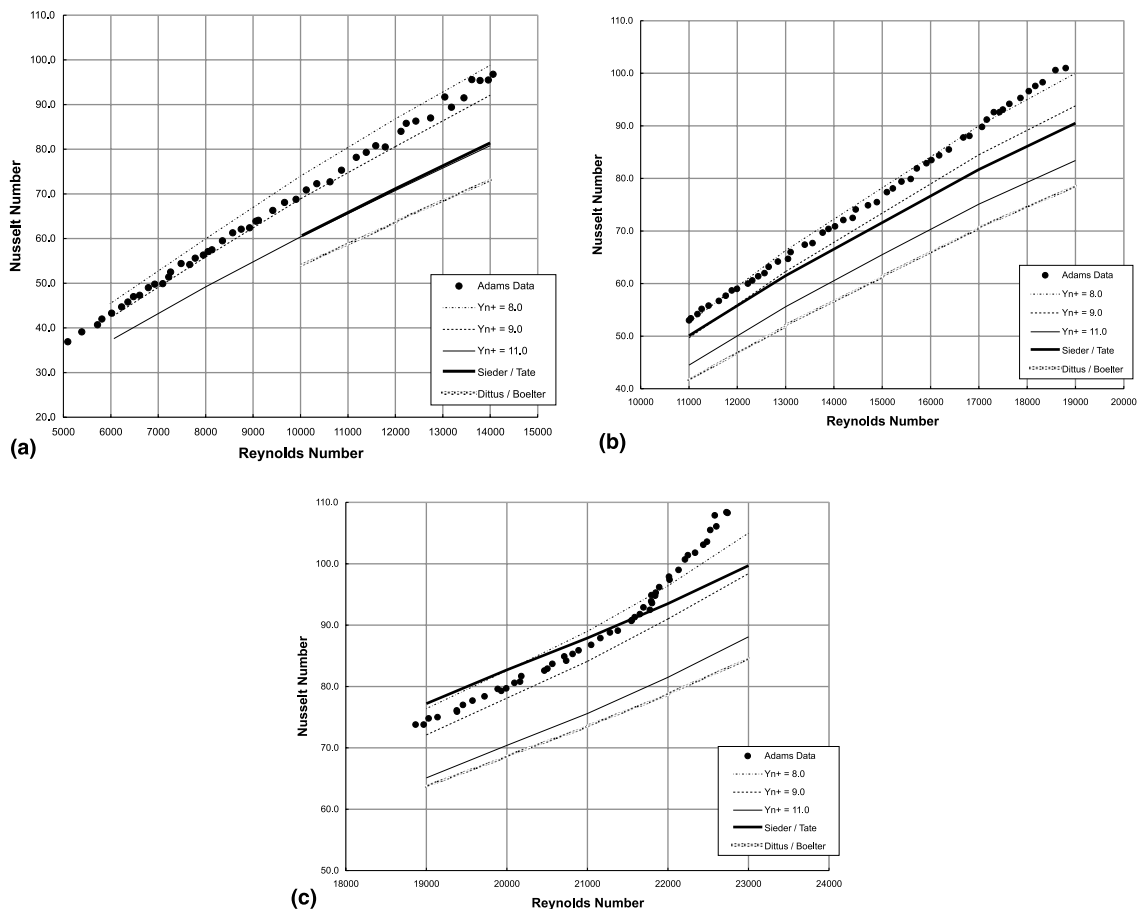 110.0
100.0
90.0
80.0
70.0
60.0
50.0
40.0
30.0
20.0
Nusselt Number
5000 6000 7000 8000 9000 10000 11000 12000 13000 14000 15000
Reynolds Number
Adams Data
Yn+ = 8.0
Yn+ = 9.0
Yn+ = 11.0
Sieder / Tate
Dittus / Boelter
(a)
110.0
100.0
90.0
80.0
70.0
60.0
50.0
40.0
Nusselt Number
10000 11000 12000 13000 14000 15000 16000 17000 18000 19000 20000
Reynolds Number
Adams Data
Yn+ = 8.0
Yn+ = 9.0
Yn+ = 11.0
Sieder / Tate
Dittus / Boelter
(b)
110.0
100.0
90.0
80.0
70.0
60.0
50.0
Nusselt Number
18000 19000 20000 21000 22000 23000 24000
Reynolds Number
Adams Data
Yn+ = 8.0
Yn+ = 9.0
Yn+ = 11.0
Sieder / Tate
Dittus / Boelter
(c)